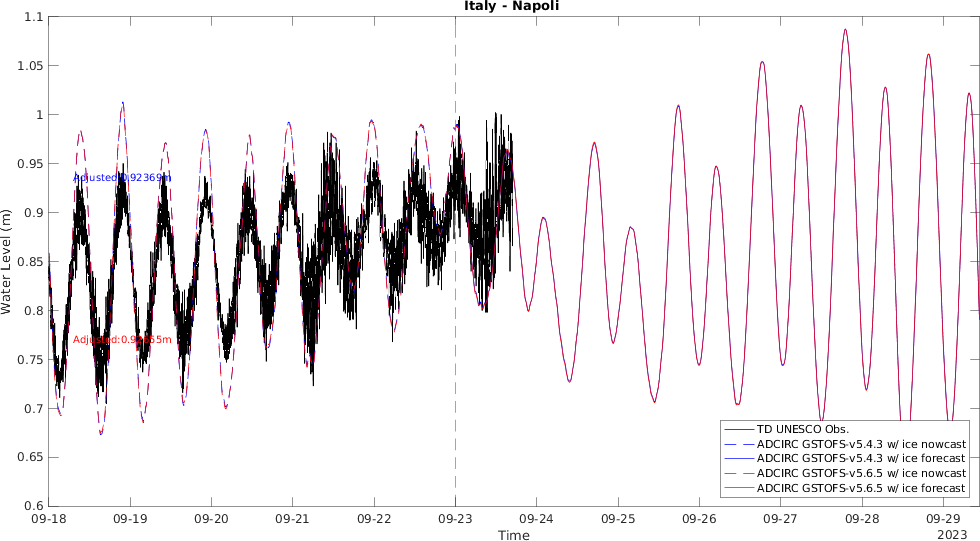 Italy - Napoli
Water Level (m)
1.1
1.05
1
0.95
0.9
0.85
0.8
0.75
0.7
0.65
0.6
Adjusted:0.92369m
TD UNESCO Obs.
ADCIRC GSTOFS-v5.4.3 w/ ice nowcast
ADCIRC GSTOFS-v5.4.3 w/ ice forecast
ADCIRC GSTOFS-v5.6.5 w/ ice nowcast
ADCIRC GSTOFS-v5.6.5 w/ ice forecast
09-18 09-19 09-20 09-21 09-22 09-23 09-24 09-25 09-26 09-27 09-28 09-29
Time
2023